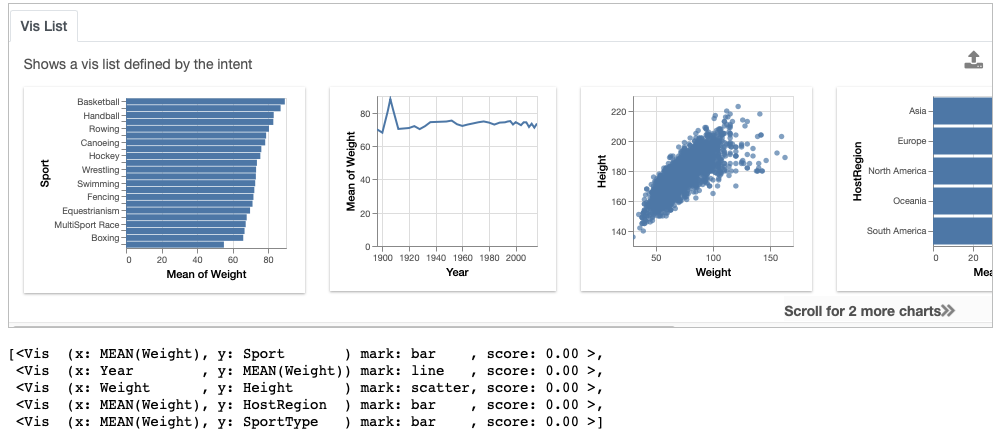 Vis List
Shows a vis list defined by the intent
Basketball
Handball
Rowing
Canoeing
Hockey
Wrestling
Swimming
Fencing
Equestrianism
MultiSport Race
Boxing
Sport
0 20 40 60 80
Mean of Weight
80
60
40
20
0
Mean of Weight
1900 1920 1940 1960 1980 2000
Year
220
200
180
160
140
Height
50 100 150
Weight
Asia
Europe
North America
Oceania
South America
HostRegion
0 20
Mea
Scroll for 2 more charts
[<Vis (x: MEAN(Weight), y: Sport ) mark: bar , score: 0.00 >,
<Vis (x: Year , y: MEAN(Weight)) mark: line , score: 0.00 >,
<Vis (x: Weight , y: Height ) mark: scatter, score: 0.00 >,
<Vis (x: MEAN(Weight), y: HostRegion ) mark: bar , score: 0.00 >,
<Vis (x: MEAN(Weight), y: SportType ) mark: bar , score: 0.00 >]